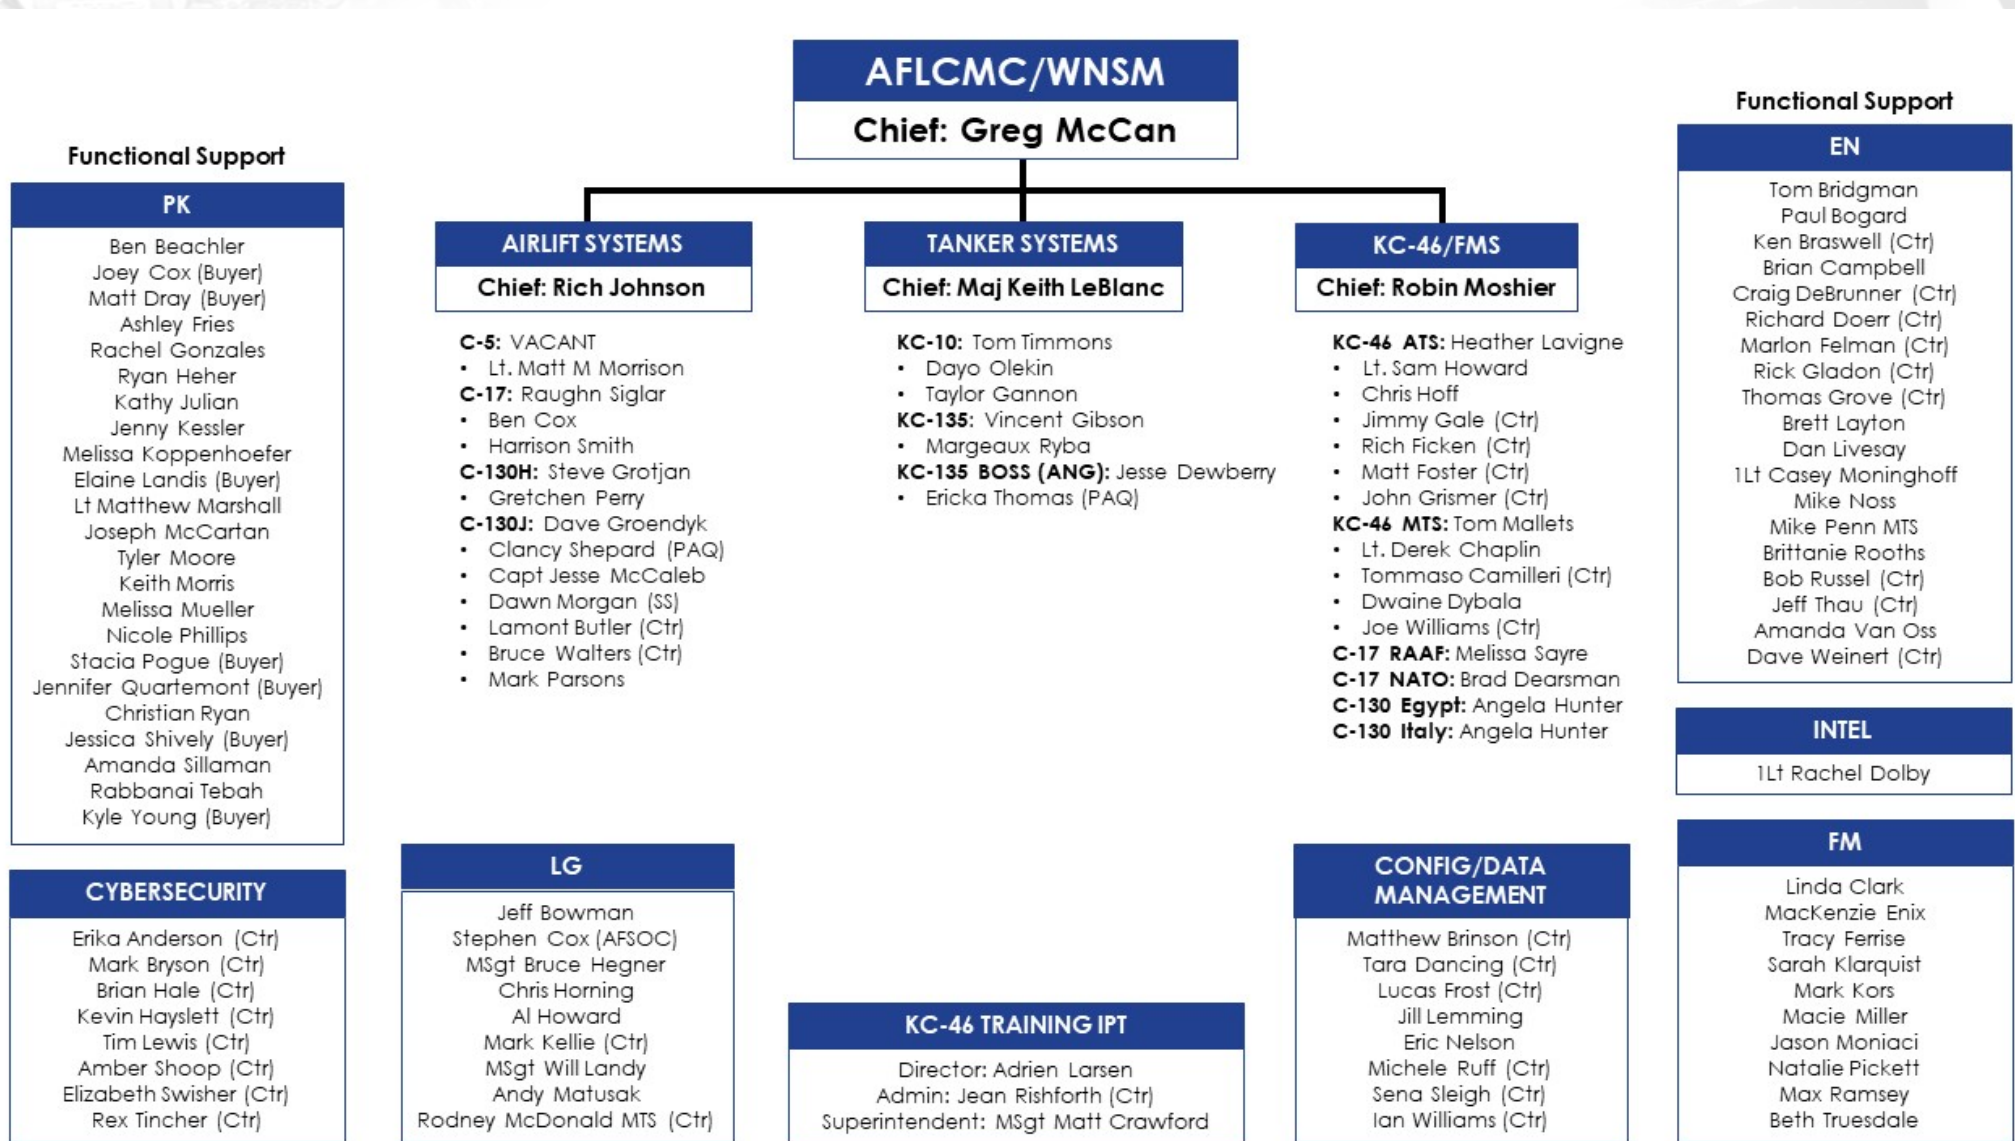 AFLCMC/WNSM
Chief: Greg McCan
Functional Support
PK
Ben Beachler
Joey Cox (Buyer)
Matt Dray (Buyer)
Ashley Fries
Rachel Gonzales
Ryan Heher
Kathy Julian
Jenny Kessler
Melissa Koppenhoefer
Elaine Landis (Buyer)
Lt Matthew Marshall
Joseph McCartan
Tyler Moore
Keith Morris
Melissa Mueller
Nicole Phillips
Stacia Pogue (Buyer)
Jennifer Quartemont (Buyer)
Christian Ryan
Jessica Shively (Buyer)
Amanda Sillaman
Rabbanai Tebah
Kyle Young (Buyer)
CYBERSECURITY
Erika Anderson (Ctr)
Mark Bryson (Ctr)
Brian Hale (Ctr)
Kevin Hayslett (Ctr)
Tim Lewis (Ctr)
Amber Shoop (Ctr)
Elizabeth Swisher (Ctr)
Rex Tincher (Ctr)
AIRLIFT SYSTEMS
Chief: Rich Johnson
C-5: VACANT
• Lt. Matt M Morrison
C-17: Raughn Siglar
• Ben Cox
• Harrison Smith
C-130H: Steve Grotjan
• Gretchen Perry
C-130J: Dave Groendyk
• Clancy Shepard (PAQ)
• Capt Jesse McCaleb
• Dawn Morgan (SS)
• Lamont Butler (Ctr)
• Bruce Walters (Ctr)
• Mark Parsons
LG
Jeff Bowman
Stephen Cox (AFSOC)
MSgt Bruce Hegner
Chris Horning
Al Howard
Mark Kellie (Ctr)
MSgt Will Landy
Andy Matusak
Rodney McDonald MTS (Ctr)
TANKER SYSTEMS
Chief: Maj Keith LeBlanc
KC-10: Tom Timmons
• Dayo Olekin
• Taylor Gannon
KC-135: Vincent Gibson
• Margeaux Ryba
KC-135 BOSS (ANG): Jesse Dewberry
• Ericka Thomas (PAQ)
KC-46 TRAINING IPT
Director: Adrien Larsen
Admin: Jean Rishforth (Ctr)
Superintendent: MSgt Matt Crawford
KC-46/FMS
Chief: Robin Moshier
KC-46 ATS: Heather Lavigne
• Lt. Sam Howard
• Chris Hoff
• Jimmy Gale (Ctr)
• Rich Ficken (Ctr)
• Matt Foster (Ctr)
• John Grismer (Ctr)
KC-46 MTS: Tom Mallets
• Lt. Derek Chaplin
• Tommaso Camilleri (Ctr)
• Dwaine Dybala
• Joe Williams (Ctr)
C-17 RAAF: Melissa Sayre
C-17 NATO: Brad Dearsman
C-130 Egypt: Angela Hunter
C-130 Italy: Angela Hunter
CONFIG/DATA
MANAGEMENT
Matthew Brinson (Ctr)
Tara Dancing (Ctr)
Lucas Frost (Ctr)
Jill Lemming
Eric Nelson
Michele Ruff (Ctr)
Sena Sleigh (Ctr)
Ian Williams (Ctr)
Functional Support
EN
Tom Bridgman
Paul Bogard
Ken Braswell (Ctr)
Brian Campbell
Craig DeBrunner (Ctr)
Richard Doerr (Ctr)
Marlon Felman (Ctr)
Rick Gladon (Ctr)
Thomas Grove (Ctr)
Brett Layton
Dan Livesay
1Lt Casey Moninghoff
Mike Noss
Mike Penn MTS
Brittanie Rooths
Bob Russel (Ctr)
Jeff Thau (Ctr)
Amanda Van Oss
Dave Weinert (Ctr)
INTEL
1Lt Rachel Dolby
FM
Linda Clark
MacKenzie Enix
Tracy Ferrise
Sarah Klarquist
Mark Kors
Macie Miller
Jason Moniaci
Natalie Pickett
Max Ramsey
Beth Truesdale